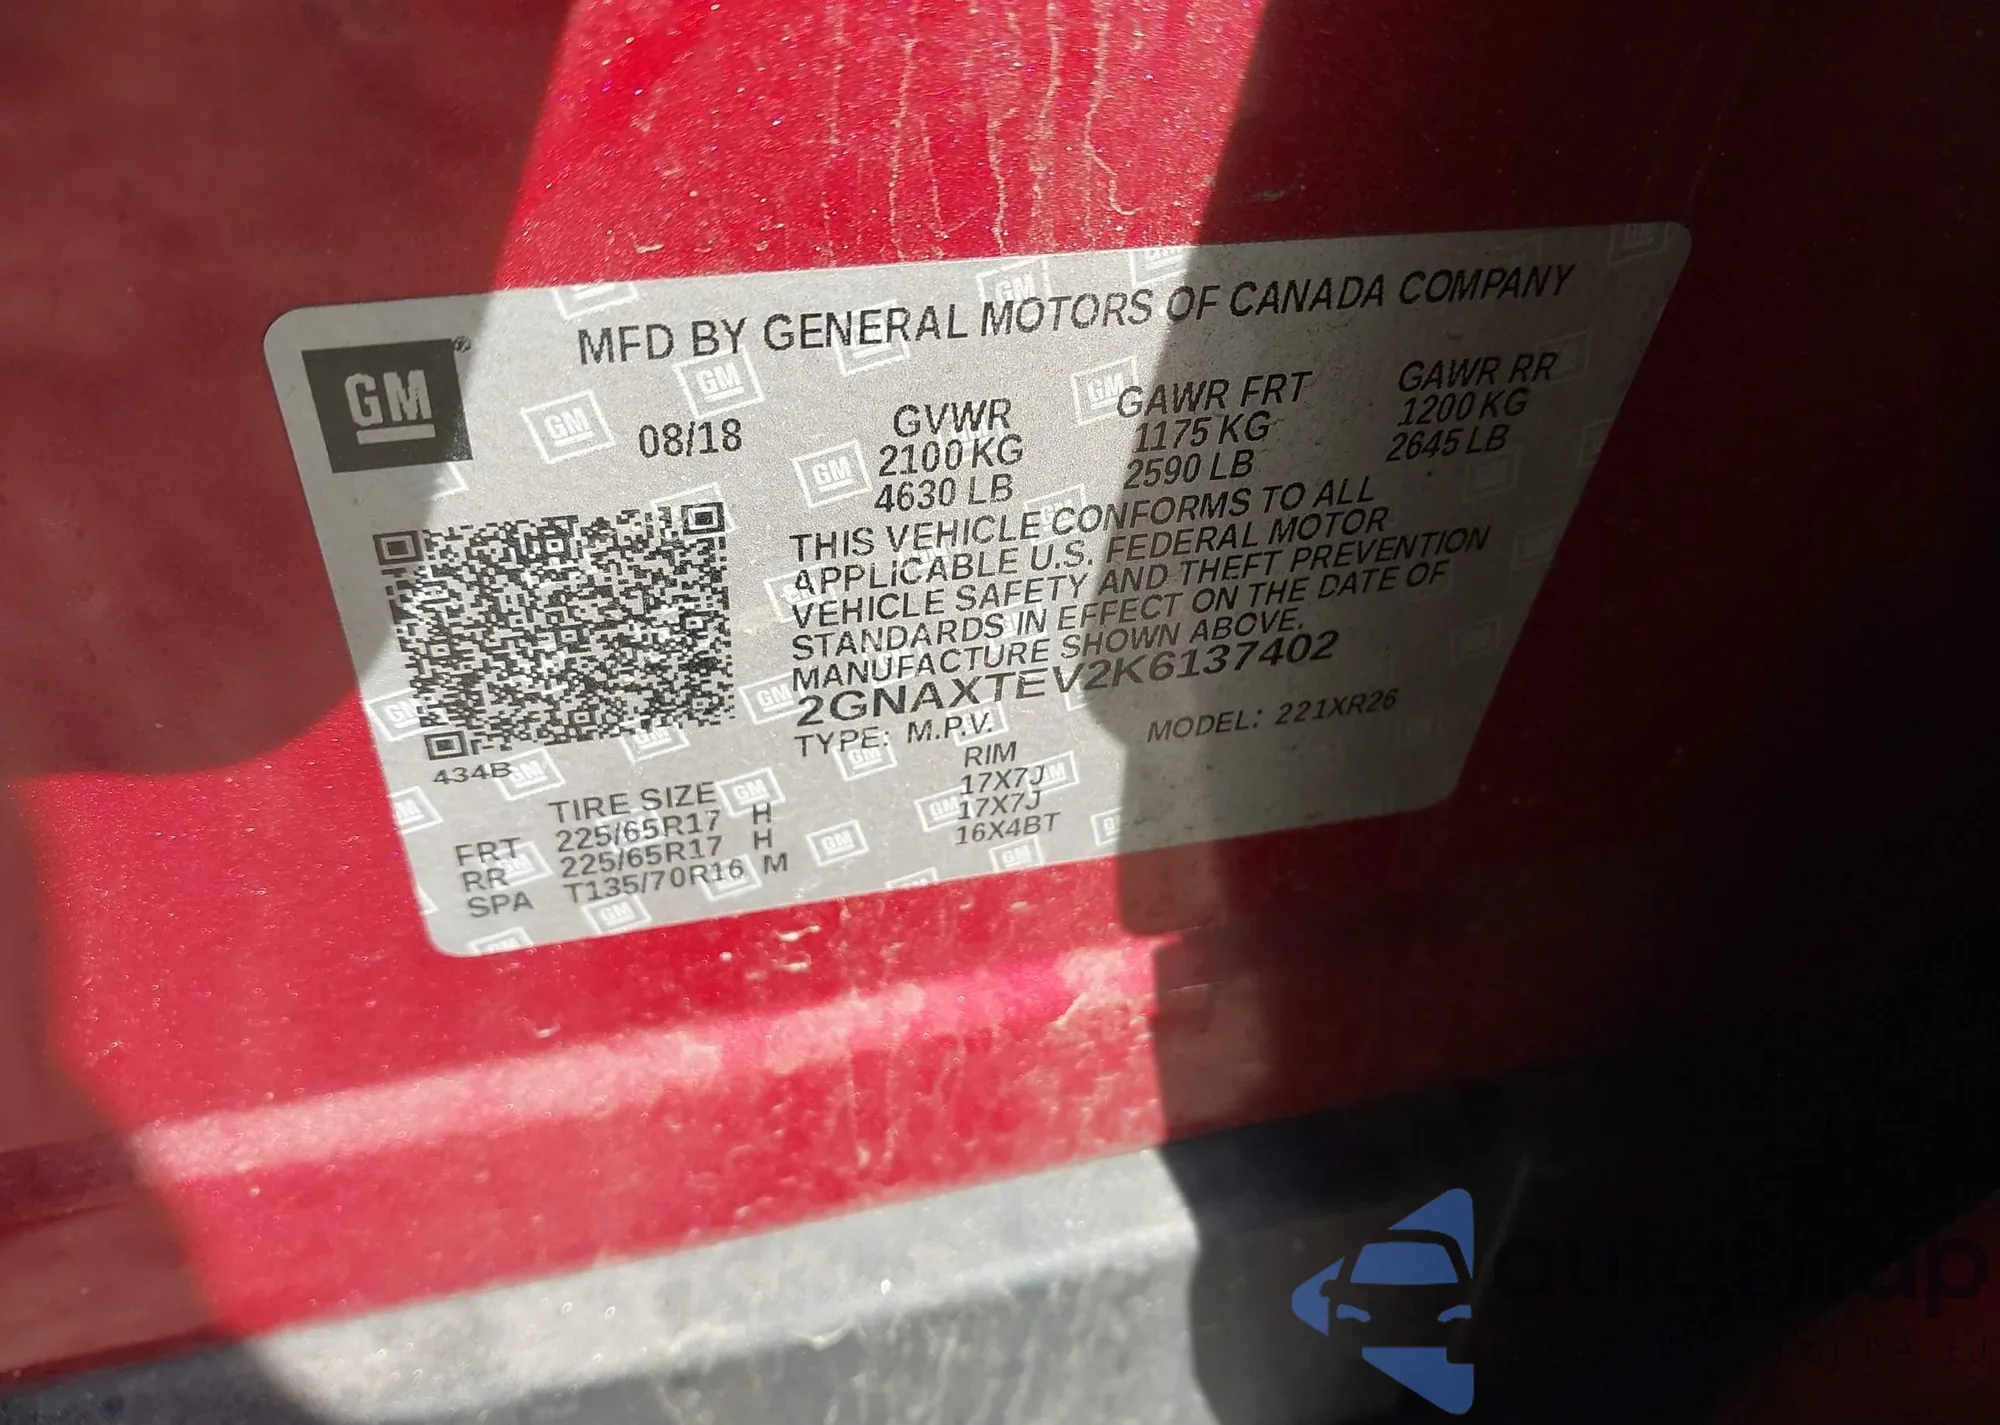 MFD BY GENERAL MOTORS OF CANADA COMPANY
GM
08/18
GVWR
2100 KG
4630 LB
GAWR FRT
1175 KG
2590 LB
GAWR RR
1200 KG
2645 LB
THIS VEHICLE CONFORMS TO ALL
APPLICABLE U.S. FEDERAL MOTOR
VEHICLE SAFETY AND THEFT PREVENTION
STANDARDS IN EFFECT ON THE DATE OF
MANUFACTURE SHOWN ABOVE.
2GNAXTEV2K6137402
TYPE: M.P.V. MODEL: 221XR26
434B
TIRE SIZE RIM
FRT 225/65R17 H 17X7J
RR 225/65R17 H 17X7J
SPA T135/70R16 M 16X4BT